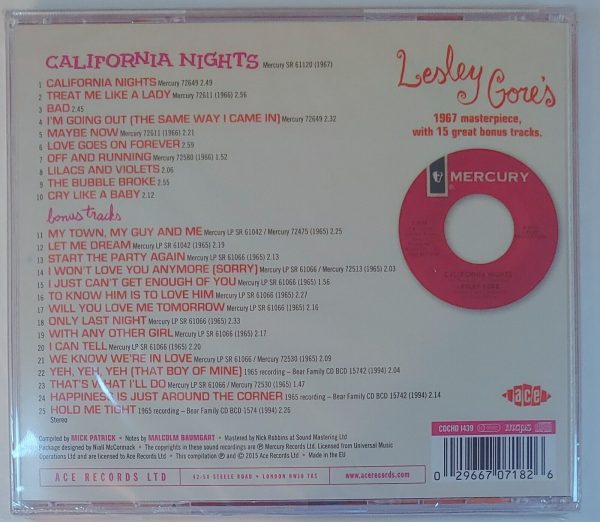 CALIFORNIA NIGHTS Mercury SR 61120 (1967)
1 CALIFORNIA NIGHTS Mercury 72649 2.49
2 TREAT ME LIKE A LADY Mercury 72611 (1966) 2.56
3 BAD 2.45
4 I'M GOING OUT (THE SAME WAY I CAME IN) Mercury 72649 2.32
5 MAYBE NOW Mercury 72611 (1966) 2.21
6 LOVE GOES ON FOREVER 2.59
7 OFF AND RUNNING Mercury 72580 (1966) 1.52
8 LILACS AND VIOLETS 2.06
9 THE BUBBLE BROKE 2.55
10 CRY LIKE A BABY 2.12
bonus tracks
11 MY TOWN, MY GUY AND ME Mercury LP SR 61042 / Mercury 72475 (1965) 2.25
12 LET ME DREAM Mercury LP SR 61042 (1965) 2.19
13 START THE PARTY AGAIN Mercury LP SR 61066 (1965) 2.13
14 I WON'T LOVE YOU ANYMORE (SORRY) Mercury LP SR 61066 / Mercury 72513 (1965) 2.03
15 I JUST CAN'T GET ENOUGH OF YOU Mercury LP SR 61066 (1965) 1.56
16 TO KNOW HIM IS TO LOVE HIM Mercury LP SR 61066 (1965) 2.27
17 WILL YOU LOVE ME TOMORROW Mercury LP SR 61066 (1965) 2.16
18 ONLY LAST NIGHT Mercury LP SR 61066 (1965) 2.33
19 WITH ANY OTHER GIRL Mercury LP SR 61066 (1965) 2.17
20 I CAN TELL Mercury LP SR 61066 (1965) 2.20
21 WE KNOW WE'RE IN LOVE Mercury LP SR 61066 / Mercury 72530 (1965) 2.09
22 YEH, YEH, YEH (THAT BOY OF MINE) 1965 recording – Bear Family CD BCD 15742 (1994) 2.04
23 THAT'S WHAT I'LL DO Mercury LP SR 61066 / Mercury 72530 (1965) 1.47
24 HAPPINESS IS JUST AROUND THE CORNER 1965 recording – Bear Family CD BCD 15742 (1994) 2.14
25 HOLD ME TIGHT 1965 recording – Bear Family CD BCD 1574 (1994) 2.26
Stereo
Compiled by MICK PATRICK • Notes by MALCOLM BAUMGART • Mastered by Nick Robbins at Sound Mastering Ltd
Package designed by Niall McCormack • The copyrights in these sound recordings are ℗ Mercury Records Ltd. Licensed from Universal Music
Operations Ltd and are licensed to Ace Records Ltd • This compilation ℗ and © 2015 Ace Records Ltd • Made in the EU
ACE RECORDS LTD
42-50 STEELE ROAD • LONDON NW10 7AS
www.acerecords.com
Lesley
Gore's
1967 masterpiece,
with 15 great bonus tracks.
MERCURY
CALIFORNIA NIGHTS
LESLEY GORE
ace
CDCHD 1439
0 29667 07182 6